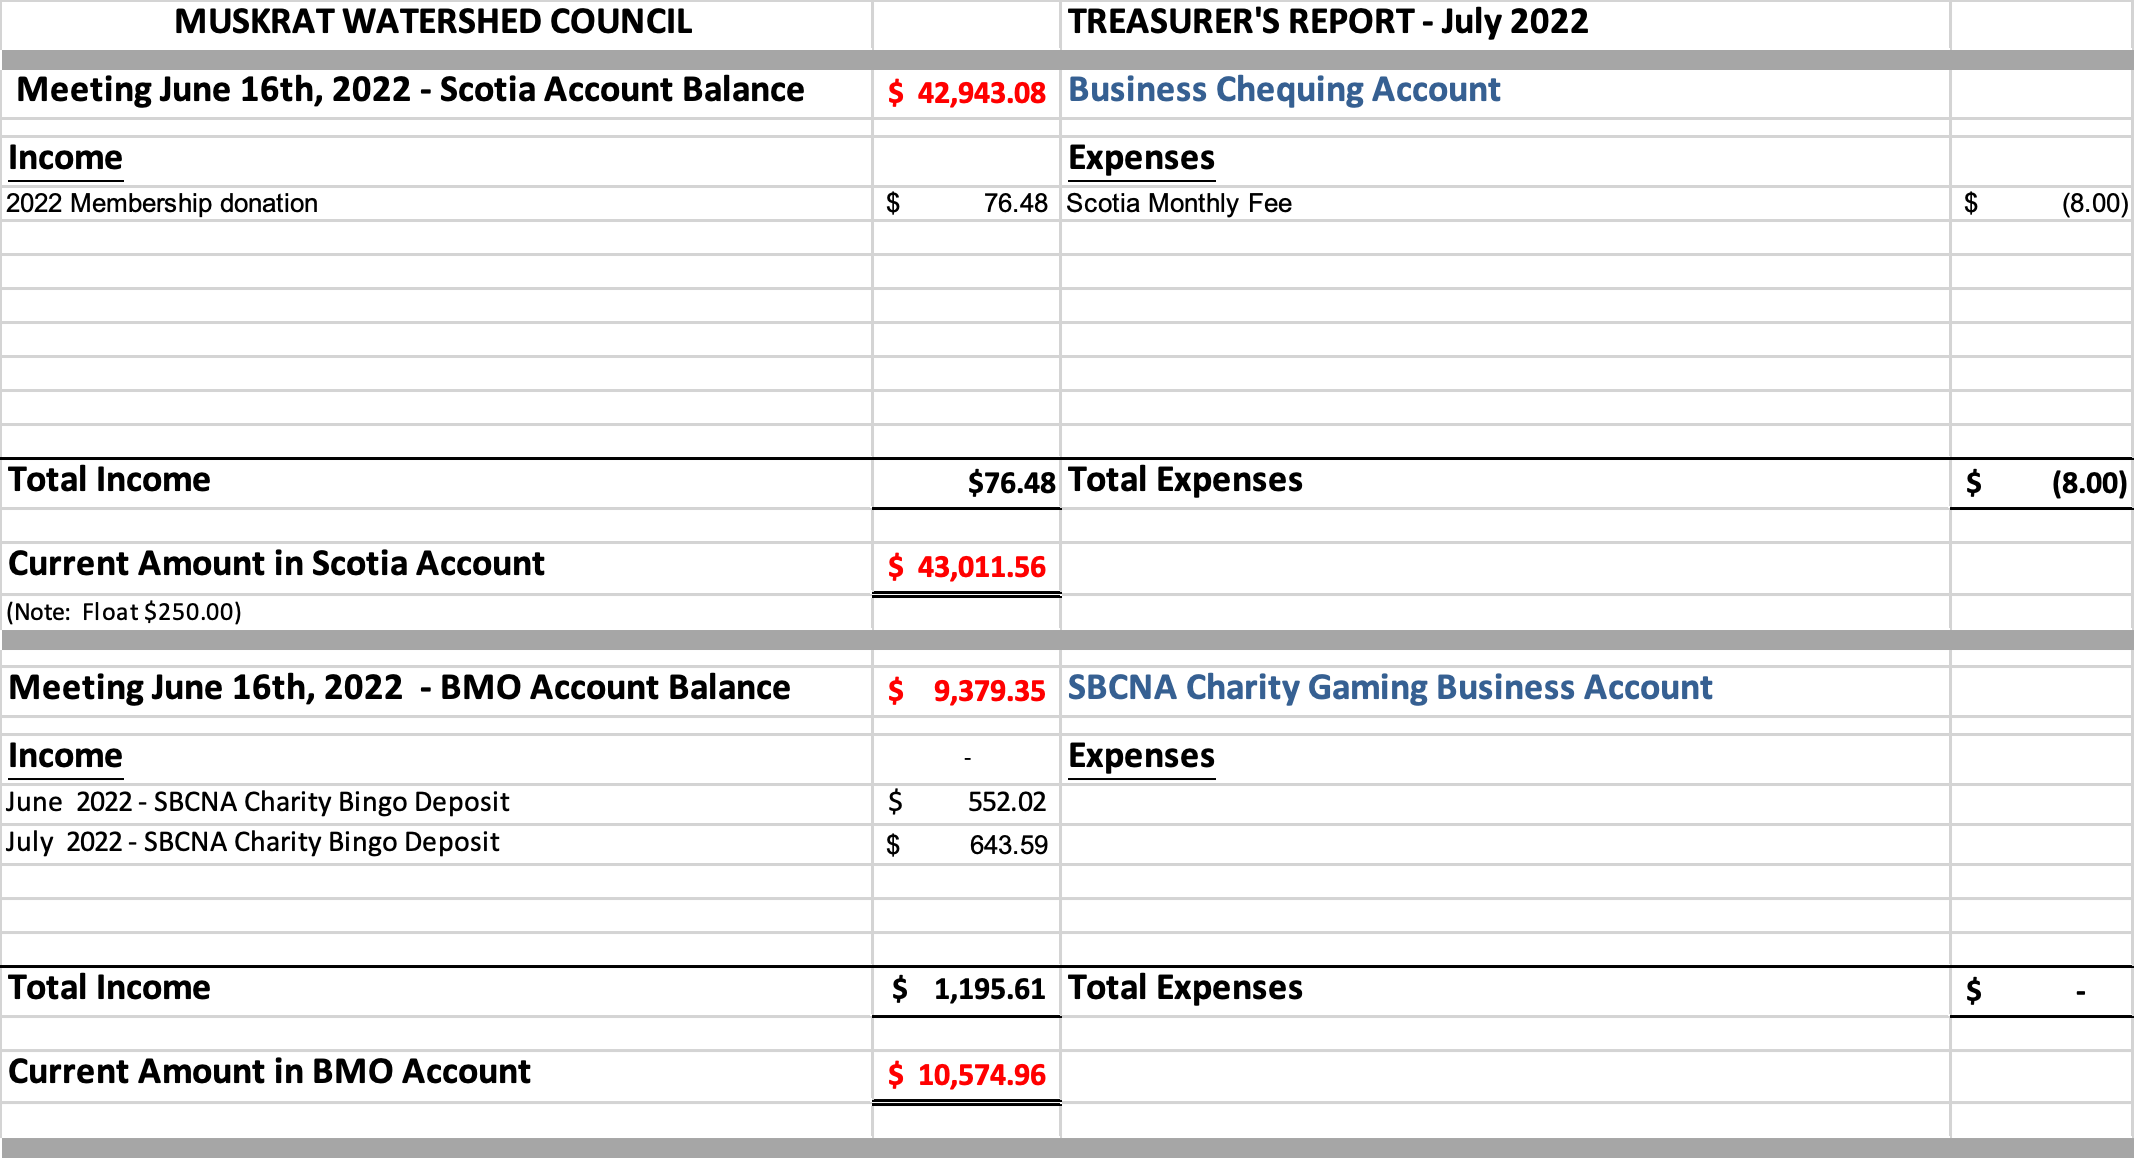 MUSKRAT WATERSHED COUNCIL TREASURER'S REPORT - July 2022
Meeting June 16th, 2022 - Scotia Account Balance $ 42,943.08 Business Chequing Account
Income Expenses
2022 Membership donation $ 76.48 Scotia Monthly Fee $ (8.00)
Total Income $76.48 Total Expenses $ (8.00)
Current Amount in Scotia Account $ 43,011.56
(Note: Float $250.00)
Meeting June 16th, 2022 - BMO Account Balance $ 9,379.35 SBCNA Charity Gaming Business Account
Income - Expenses
June 2022 - SBCNA Charity Bingo Deposit $ 552.02
July 2022 - SBCNA Charity Bingo Deposit $ 643.59
Total Income $ 1,195.61 Total Expenses $ -
Current Amount in BMO Account $ 10,574.96